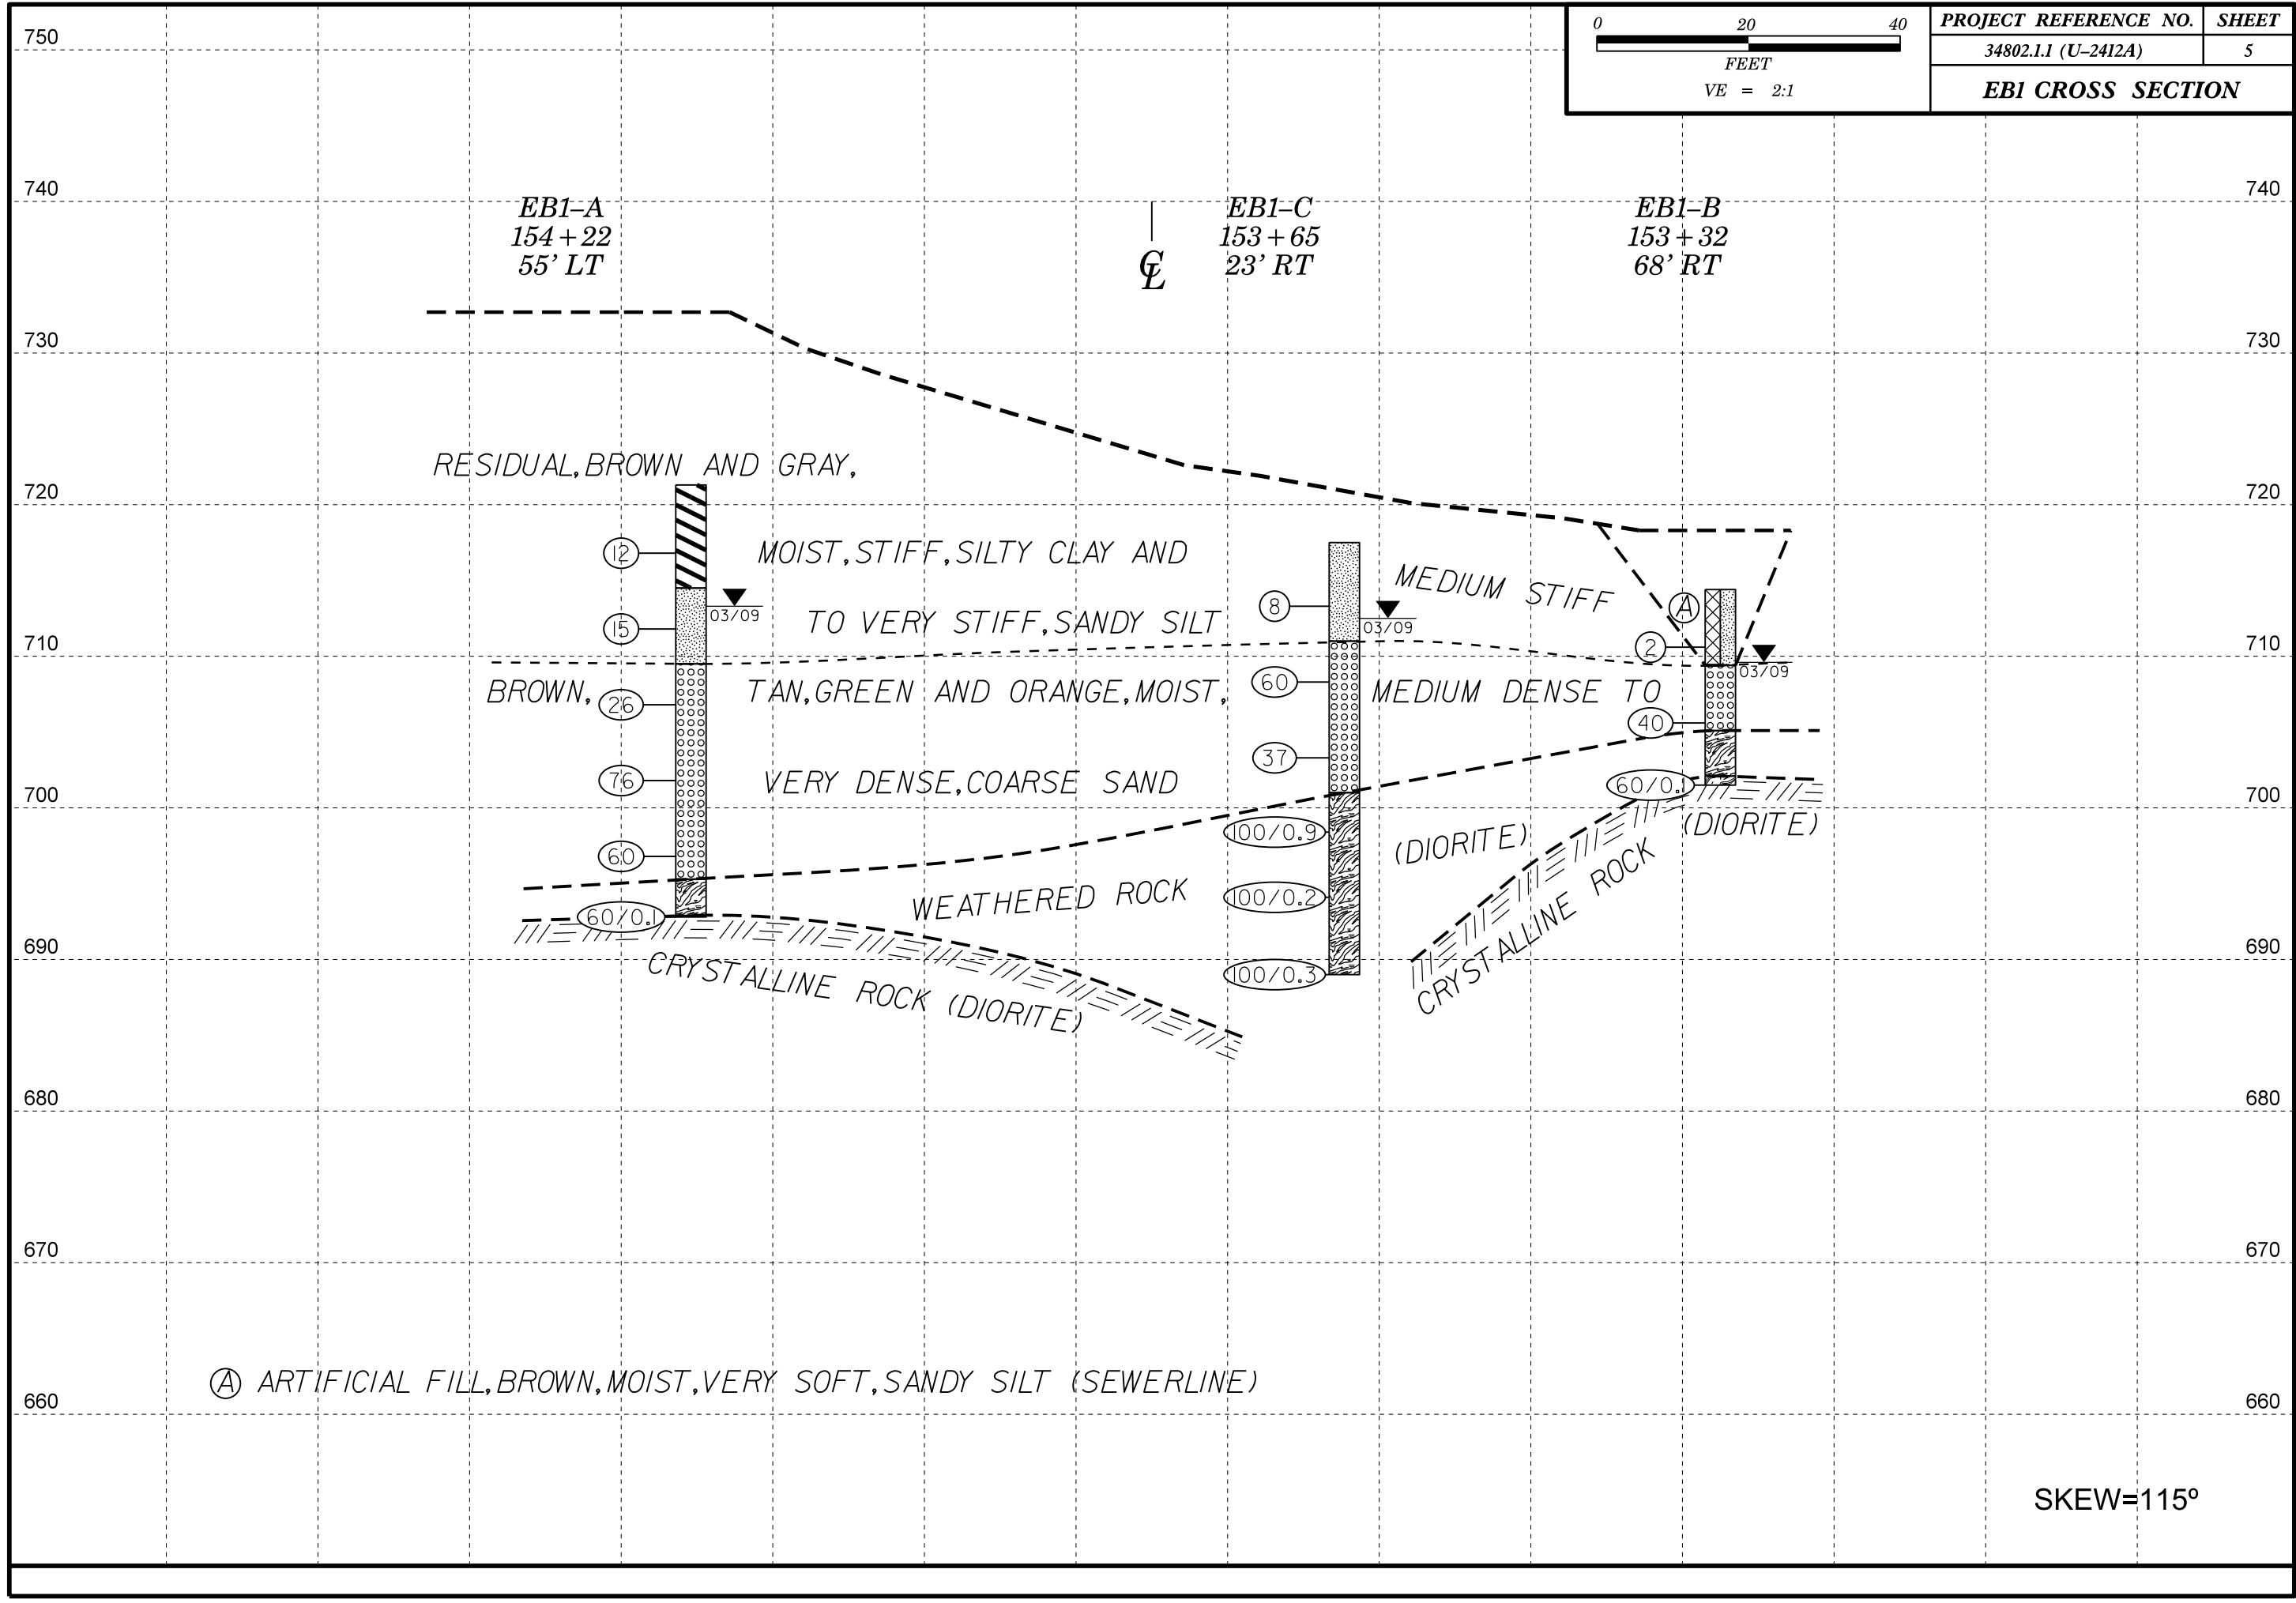 0 20 40
FEET
VE = 2:1
PROJECT REFERENCE NO. SHEET
34802.1.1 (U–2412A) 5
EB1 CROSS SECTION
750
740 740
EB1–A
154+22
55' LT
℄
EB1–C
153+65
23' RT
EB1–B
153+32
68' RT
730 730
RESIDUAL, BROWN AND GRAY,
720 720
12
MOIST, STIFF, SILTY CLAY AND
MEDIUM STIFF
8
A
03/09
15
TO VERY STIFF, SANDY SILT
03/09
2
710 710
03/09
60
BROWN,
26
TAN, GREEN AND ORANGE, MOIST,
MEDIUM DENSE TO
40
37
76
VERY DENSE, COARSE SAND
60/0.1
700 700
100/0.9
(DIORITE)
(DIORITE)
60
WEATHERED ROCK
100/0.2
60/0.1
CRYSTALLINE ROCK
690 690
CRYSTALLINE ROCK (DIORITE)
100/0.3
680 680
670 670
A ARTIFICIAL FILL, BROWN, MOIST, VERY SOFT, SANDY SILT (SEWERLINE)
660 660
SKEW=115º